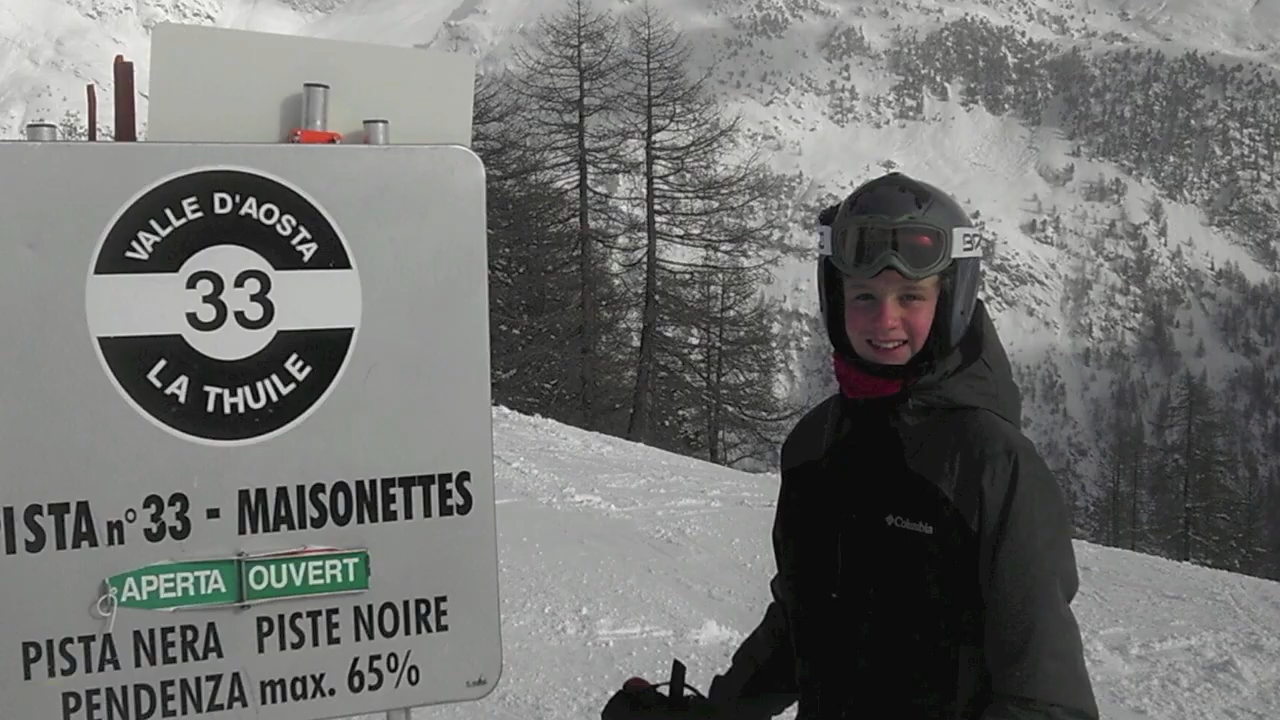 VALLE D'AOSTA
33
LA THUILE
PISTA n° 33 - MAISONETTES
APERTA OUVERT
PISTA NERA PISTE NOIRE
PENDENZA max. 65%
Columbia